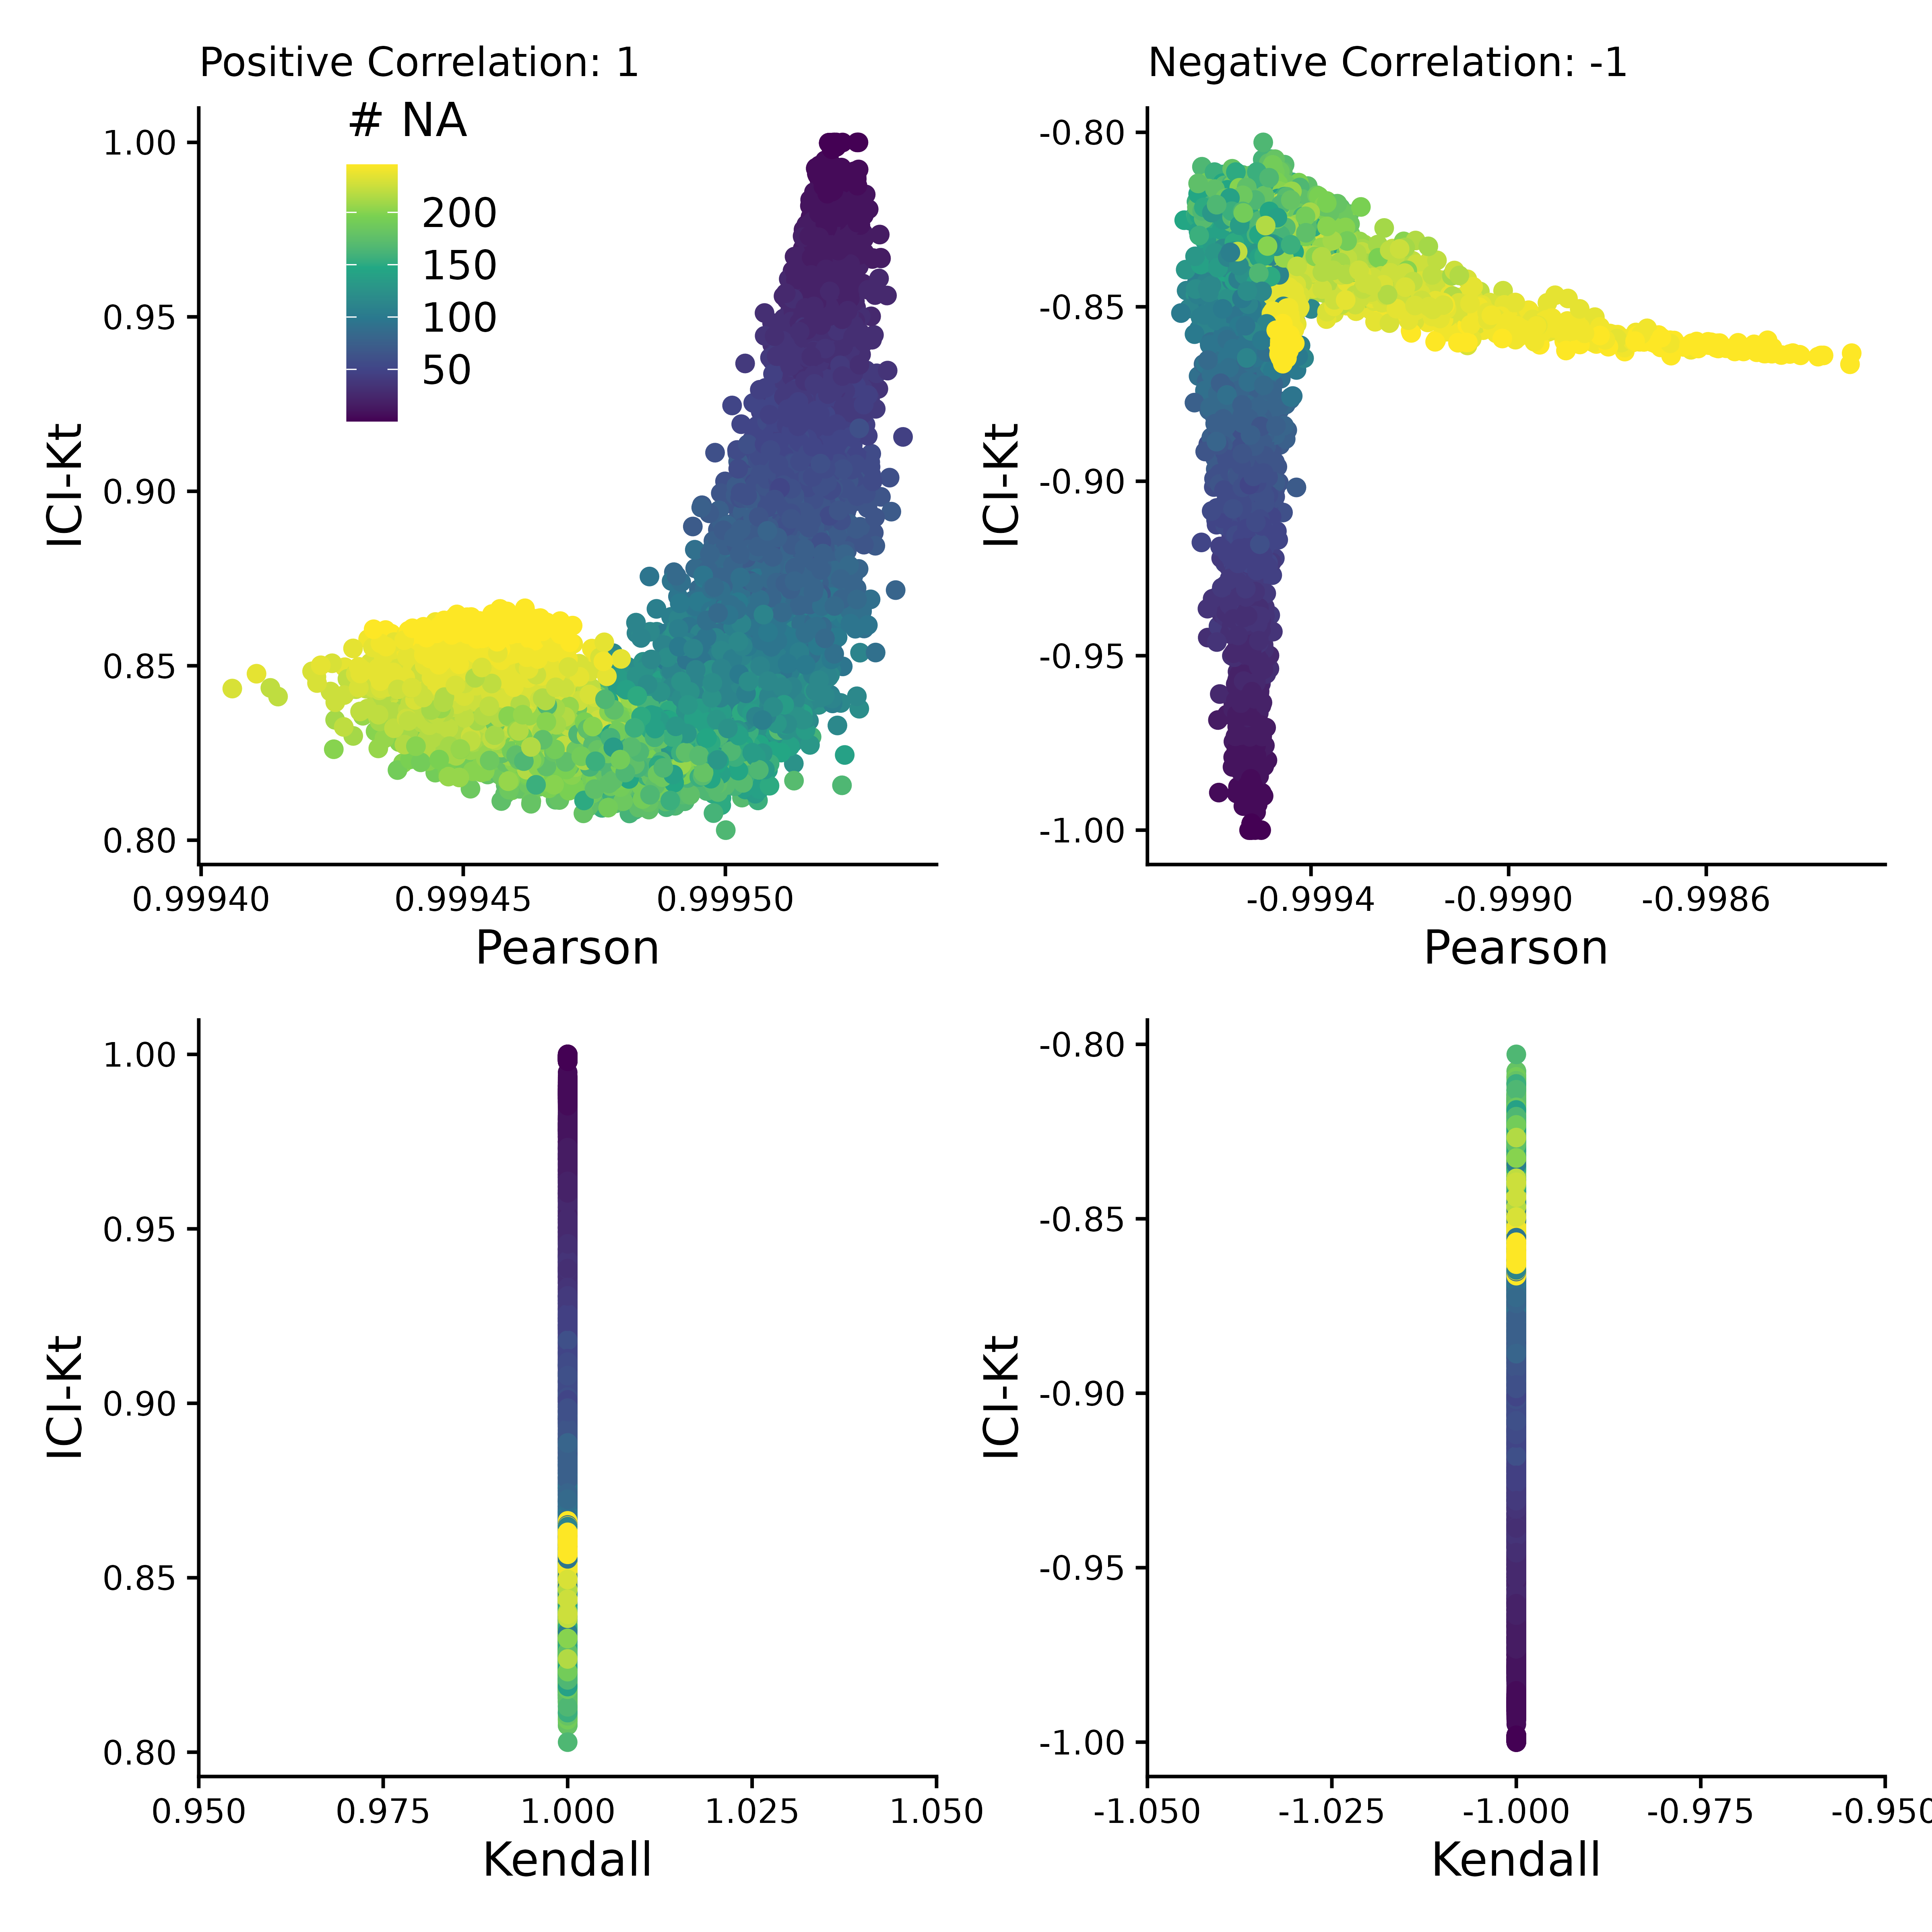 Positive Correlation: 1
# NA
200
150
100
50
1.00
0.95
0.90
0.85
0.80
ICI-Kt
0.99940 0.99945 0.99950
Pearson
Negative Correlation: -1
-0.80
-0.85
-0.90
-0.95
-1.00
ICI-Kt
-0.9994 -0.9990 -0.9986
Pearson
1.00
0.95
0.90
0.85
0.80
ICI-Kt
0.950 0.975 1.000 1.025 1.050
Kendall
-0.80
-0.85
-0.90
-0.95
-1.00
ICI-Kt
-1.050 -1.025 -1.000 -0.975 -0.950
Kendall